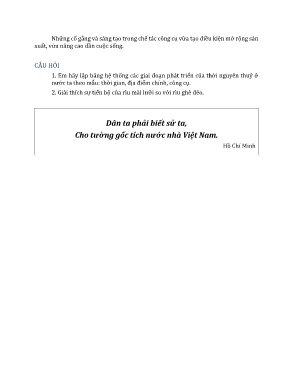 Những cố gắng và sáng tạo trong chế tác công cụ vừa tạo điều kiện mở rộng sản
xuất, vừa nâng cao dần cuộc sống.
CÂU HỎI
1. Em hãy lập bảng hệ thống các giai đoạn phát triển của thời nguyên thuỷ ở
nước ta theo mẫu: thời gian, địa điểm chính, công cụ.
2. Giải thích sự tiến bộ của rìu mài lưỡi so với rìu ghè đẽo.
Dân ta phải biết sử ta,
Cho tường gốc tích nước nhà Việt Nam.
Hồ Chí Minh